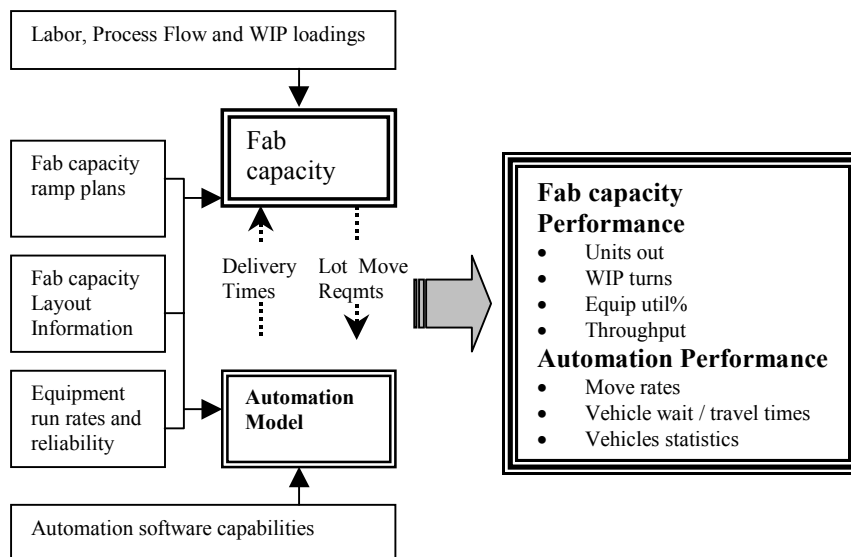 Labor, Process Flow and WIP loadings
Fab
capacity
Fab capacity
ramp plans
Fab capacity
Layout
Information
Equipment
run rates and
reliability
Delivery
Times
Lot Move
Reqmts
Automation
Model
Automation software capabilities
Fab capacity
Performance
• Units out
• WIP turns
• Equip util%
• Throughput
Automation Performance
• Move rates
• Vehicle wait / travel times
• Vehicles statistics